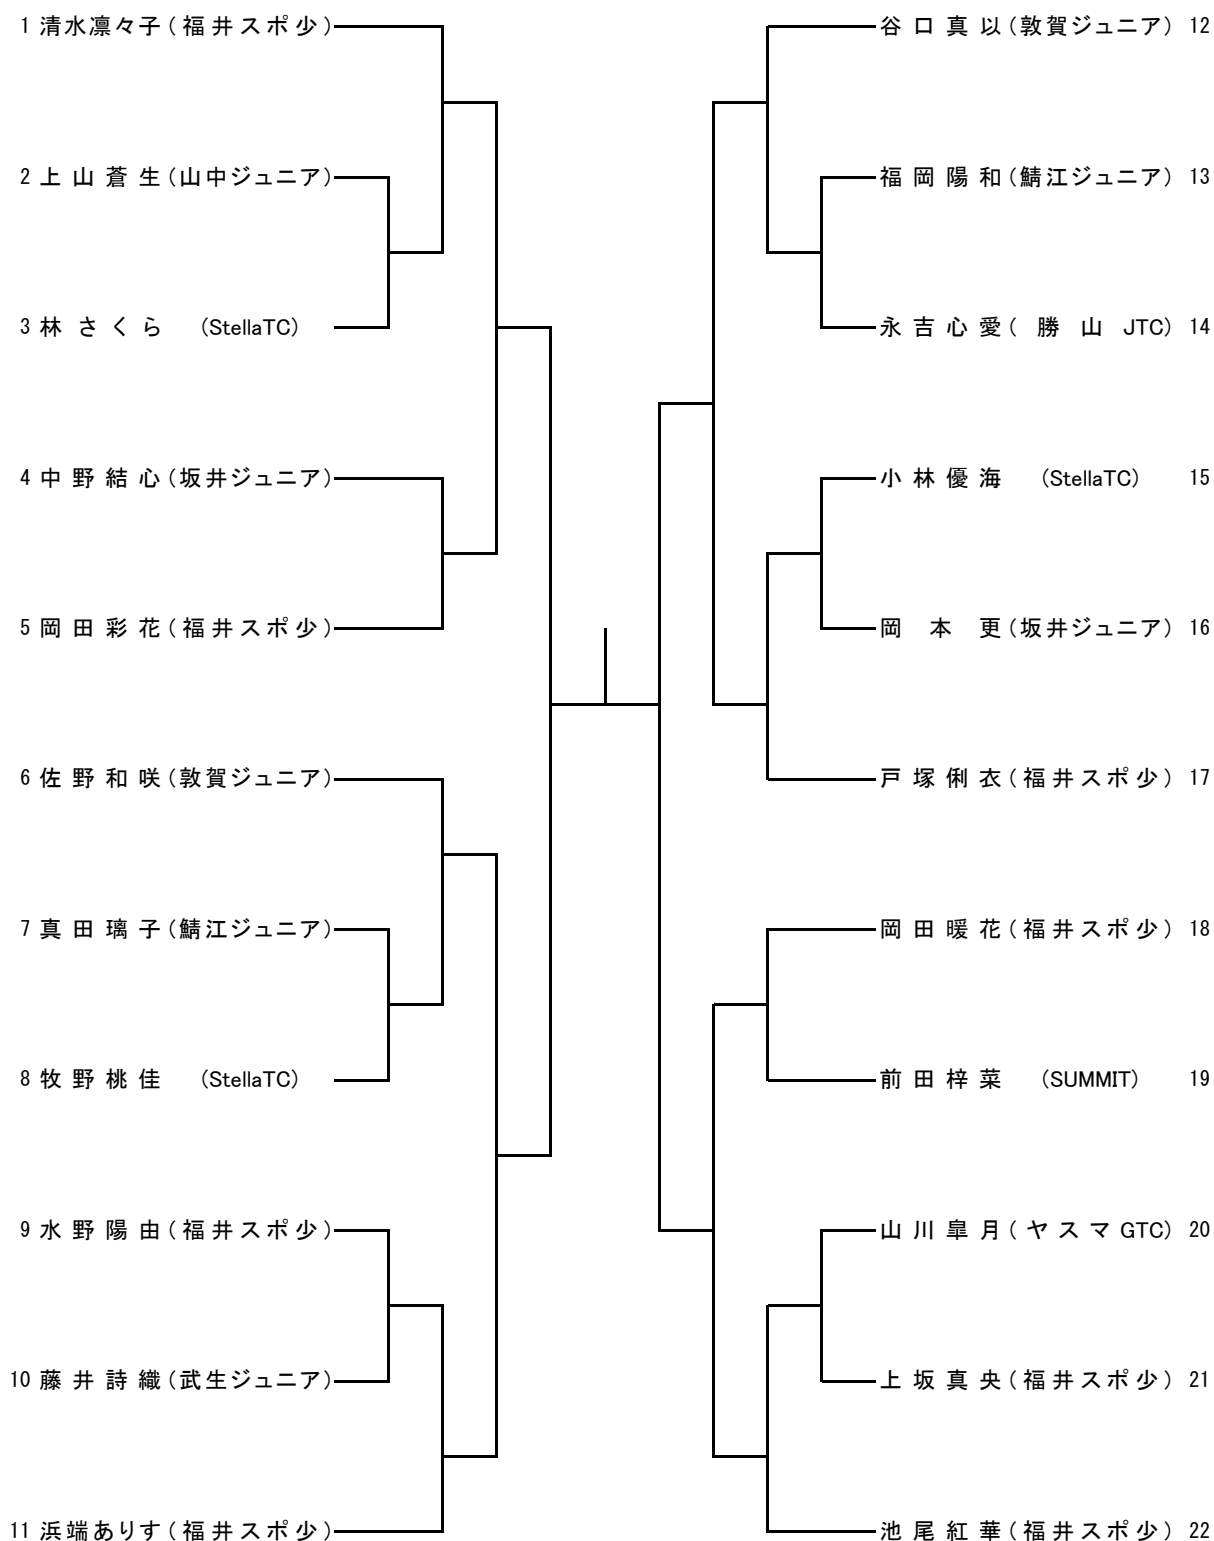 1 清水凛々子(福井スポ少)
2 上山蒼生(山中ジュニア)
3 林さくら (StellaTC)
4 中野結心(坂井ジュニア)
5 岡田彩花(福井スポ少)
6 佐野和咲(敦賀ジュニア)
7 真田璃子(鯖江ジュニア)
8 牧野桃佳 (StellaTC)
9 水野陽由(福井スポ少)
10 藤井詩織(武生ジュニア)
11 浜端ありす(福井スポ少)
谷口真以(敦賀ジュニア) 12
福岡陽和(鯖江ジュニア) 13
永吉心愛(勝山JTC) 14
小林優海 (StellaTC) 15
岡本更(坂井ジュニア) 16
戸塚俐衣(福井スポ少) 17
岡田暖花(福井スポ少) 18
前田梓菜 (SUMMIT) 19
山川皐月(ヤスマGTC) 20
上坂真央(福井スポ少) 21
池尾紅華(福井スポ少) 22